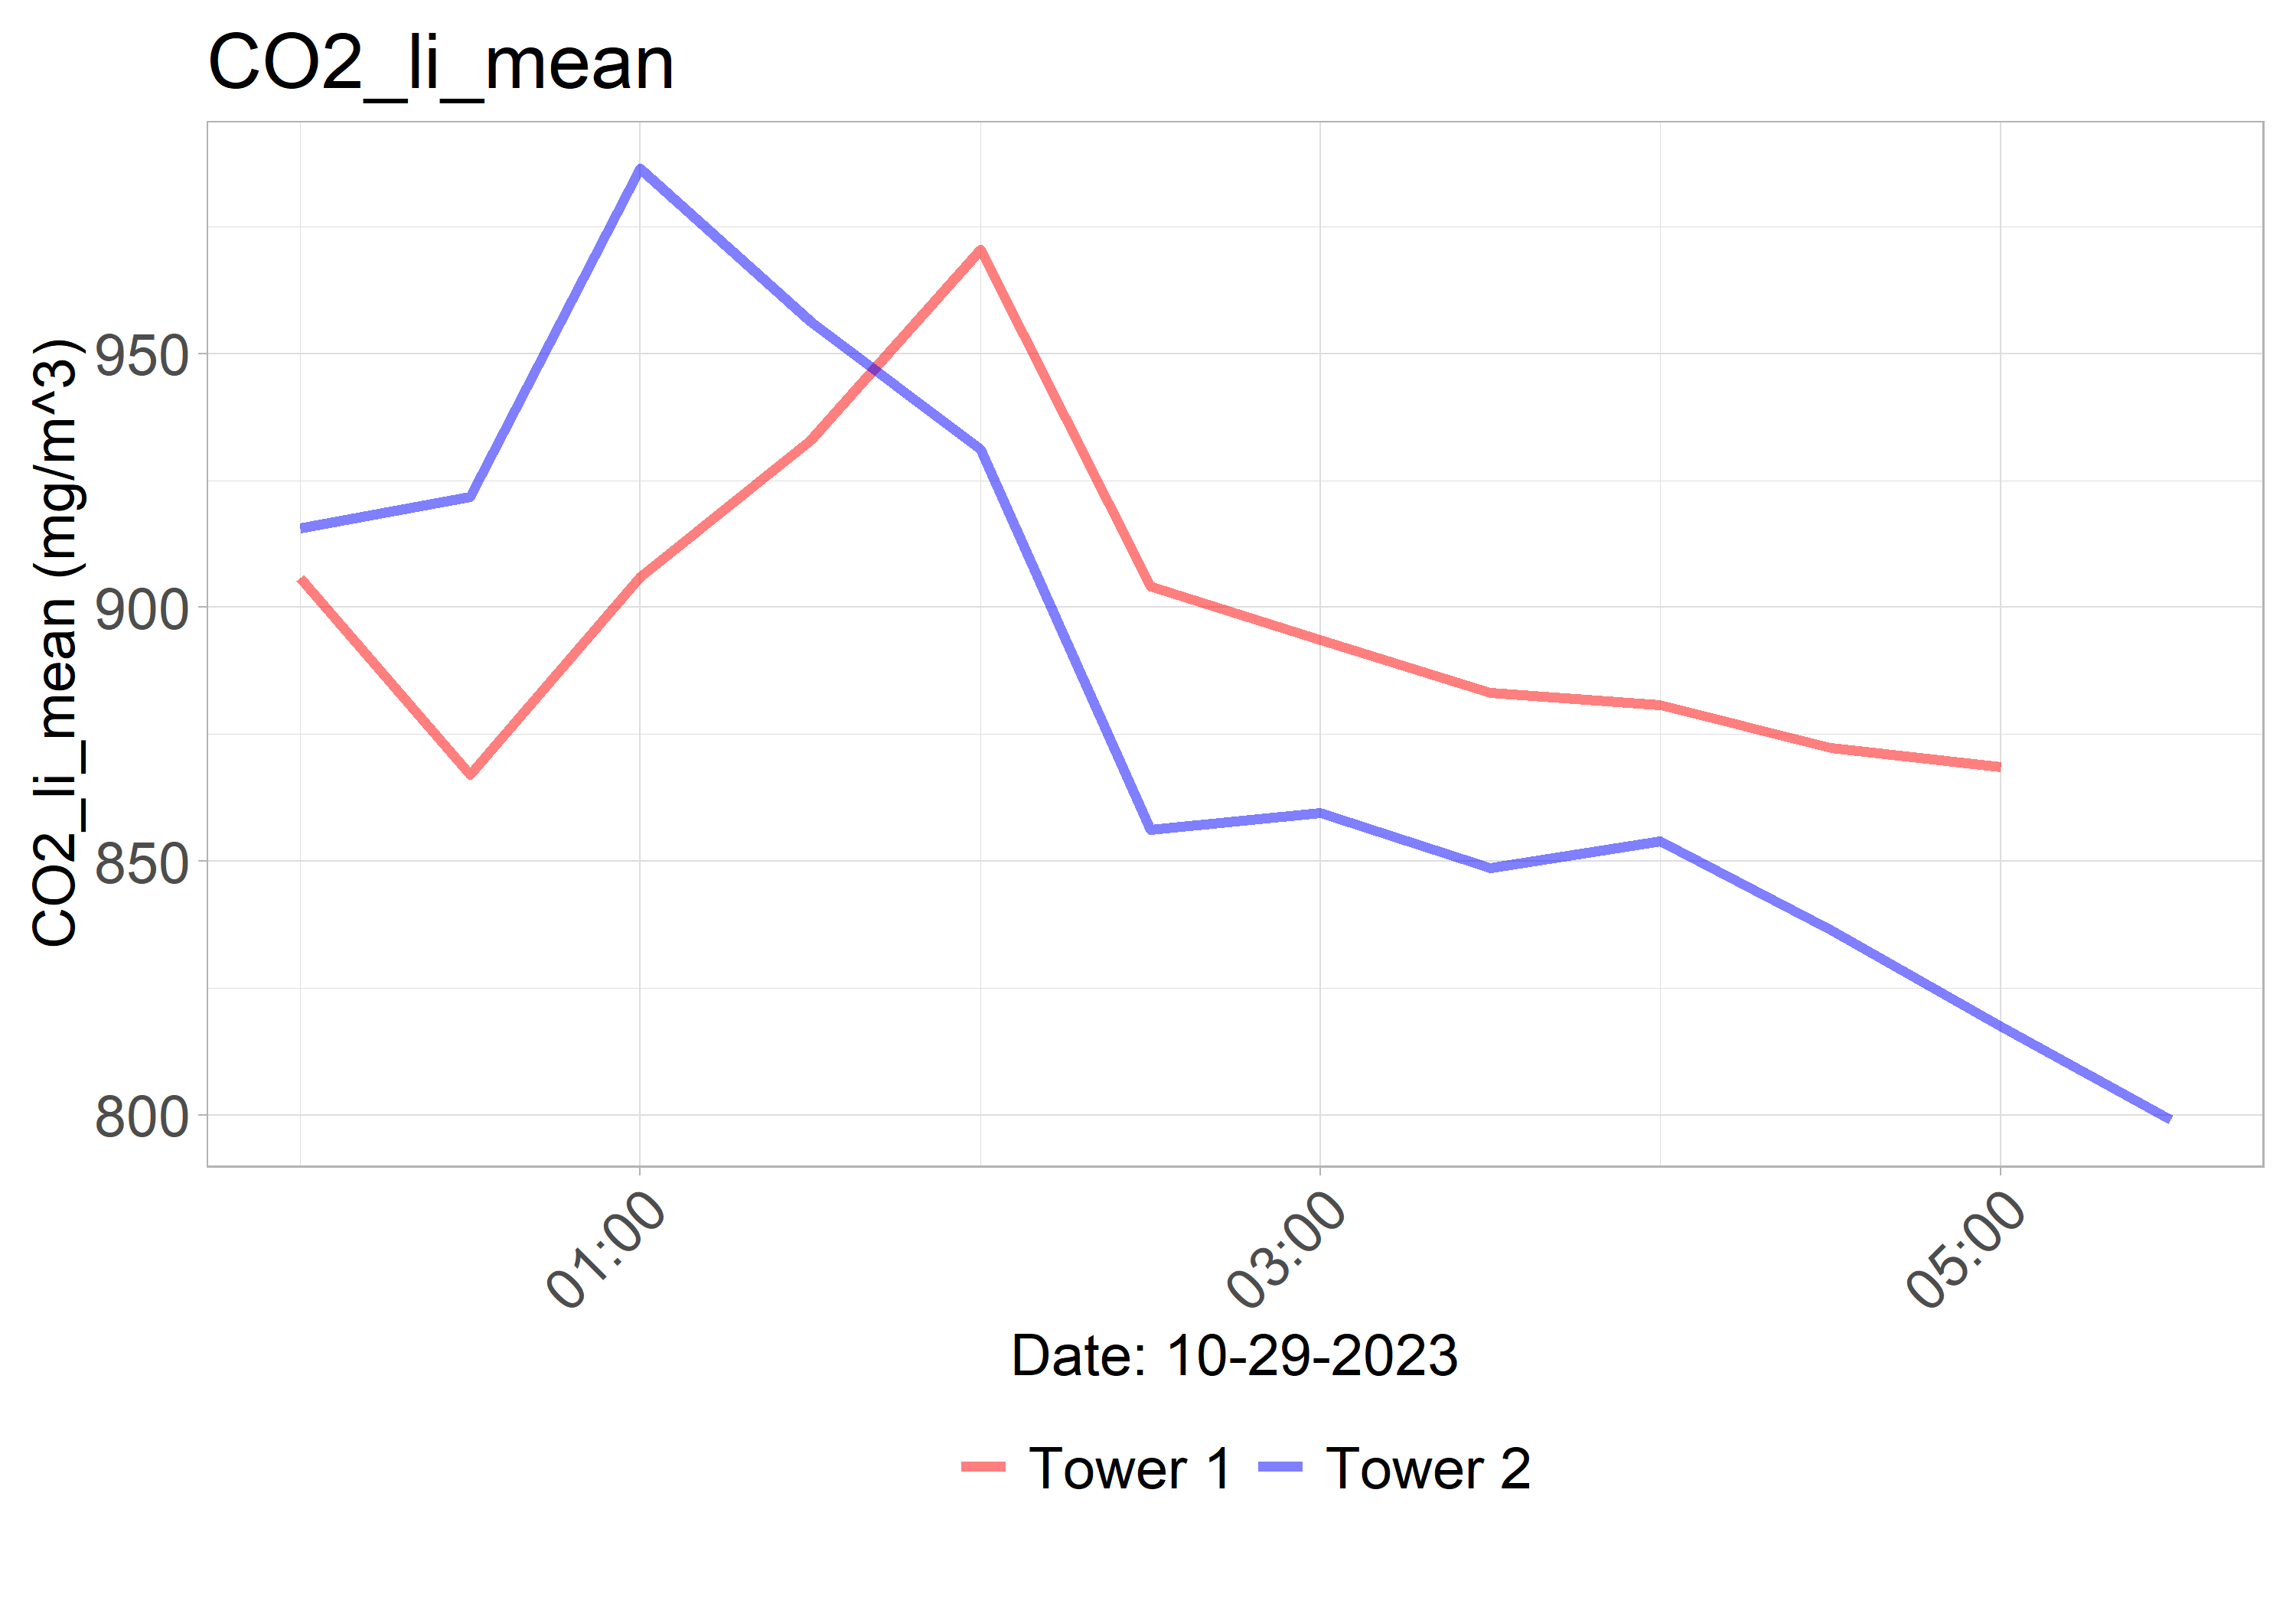 CO2_li_mean
CO2_li_mean (mg/m^3)
950
900
850
800
01:00
03:00
05:00
Date: 10-29-2023
Tower 1
Tower 2